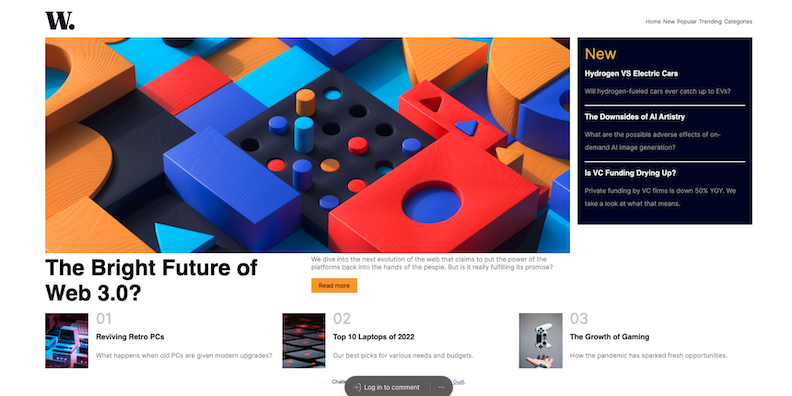 W.
Home New Popular Trending Categories
New
Hydrogen VS Electric Cars
Will hydrogen-fueled cars ever catch up to EVs?
The Downsides of AI Artistry
What are the possible adverse effects of on-
demand AI image generation?
Is VC Funding Drying Up?
Private funding by VC firms is down 50% YOY. We
take a look at what that means.
The Bright Future of
Web 3.0?
We dive into the next evolution of the web that claims to put the power of the
platforms back into the hands of the people. But is it really fulfilling its promise?
Read more
01
Reviving Retro PCs
What happens when old PCs are given modern upgrades?
02
Top 10 Laptops of 2022
Our best picks for various needs and budgets.
03
The Growth of Gaming
How the pandemic has sparked fresh opportunities.
Log in to comment